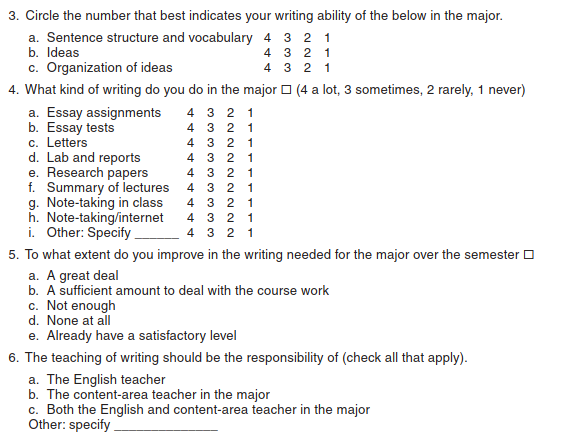 3. Circle the number that best indicates your writing ability of the below in the major.
a. Sentence structure and vocabulary 4 3 2 1
b. Ideas 4 3 2 1
c. Organization of ideas 4 3 2 1
4. What kind of writing do you do in the major □ (4 a lot, 3 sometimes, 2 rarely, 1 never)
a. Essay assignments 4 3 2 1
b. Essay tests 4 3 2 1
c. Letters 4 3 2 1
d. Lab and reports 4 3 2 1
e. Research papers 4 3 2 1
f. Summary of lectures 4 3 2 1
g. Note-taking in class 4 3 2 1
h. Note-taking/internet 4 3 2 1
i. Other: Specify ______ 4 3 2 1
5. To what extent do you improve in the writing needed for the major over the semester □
a. A great deal
b. A sufficient amount to deal with the course work
c. Not enough
d. None at all
e. Already have a satisfactory level
6. The teaching of writing should be the responsibility of (check all that apply).
a. The English teacher
b. The content-area teacher in the major
c. Both the English and content-area teacher in the major
Other: specify _______________